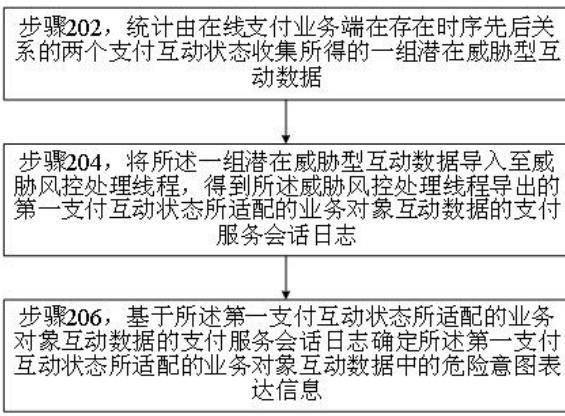 步骤202，统计由在线支付业务端在存在时序先后关
系的两个支付互动状态收集所得的一组潜在威胁型互
动数据
步骤204，将所述一组潜在威胁型互动数据导入至威
胁风控处理线程，得到所述威胁风控处理线程导出的
第一支付互动状态所适配的业务对象互动数据的支付
服务会话日志
步骤206，基于所述第一支付互动状态所适配的业务
对象互动数据的支付服务会话日志确定所述第一支付
互动状态所适配的业务对象互动数据中的危险意图表
达信息